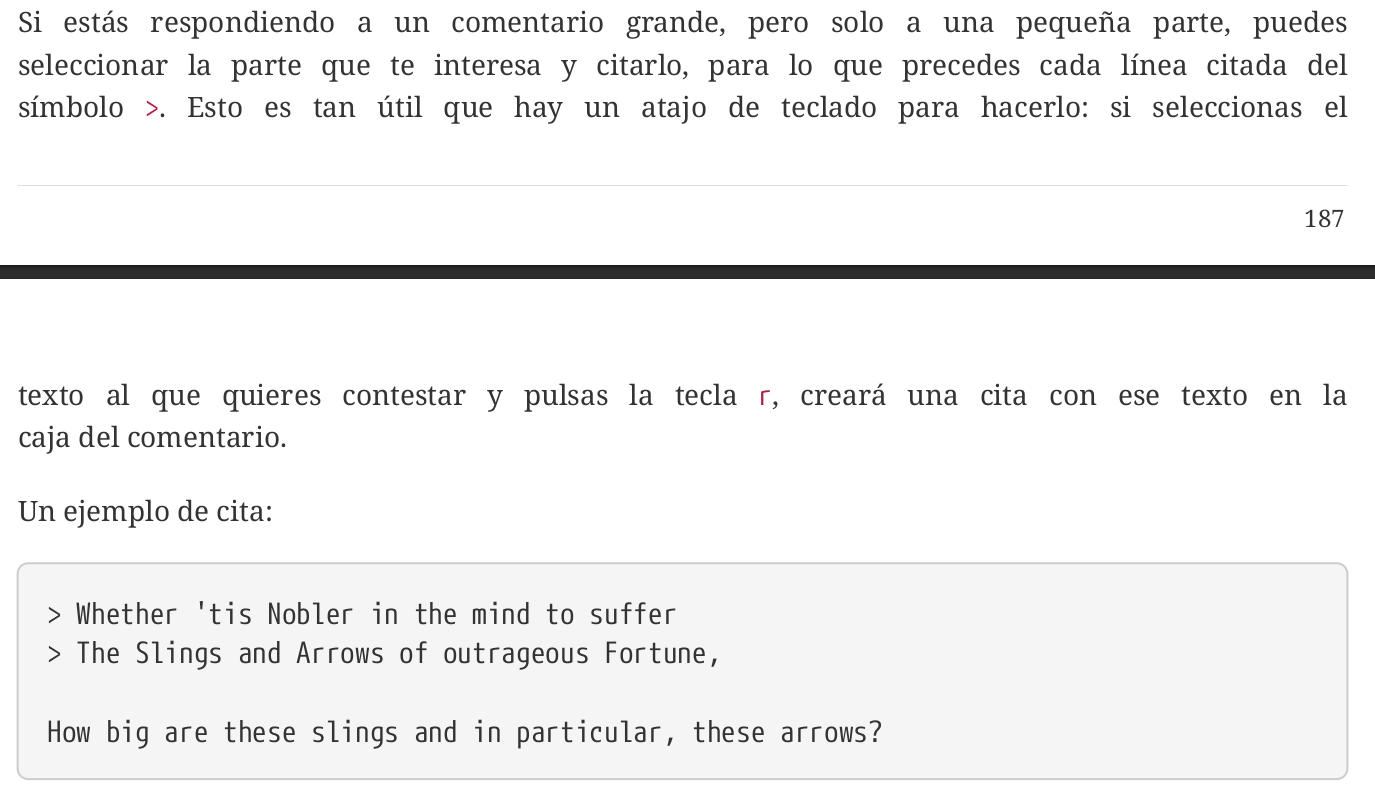 Si estás respondiendo a un comentario grande, pero solo a una pequeña parte, puedes
seleccionar la parte que te interesa y citarlo, para lo que precedes cada línea citada del
símbolo >. Esto es tan útil que hay un atajo de teclado para hacerlo: si seleccionas el
187
texto al que quieres contestar y pulsas la tecla r, creará una cita con ese texto en la
caja del comentario.
Un ejemplo de cita:
> Whether 'tis Nobler in the mind to suffer
> The Slings and Arrows of outrageous Fortune,
How big are these slings and in particular, these arrows?